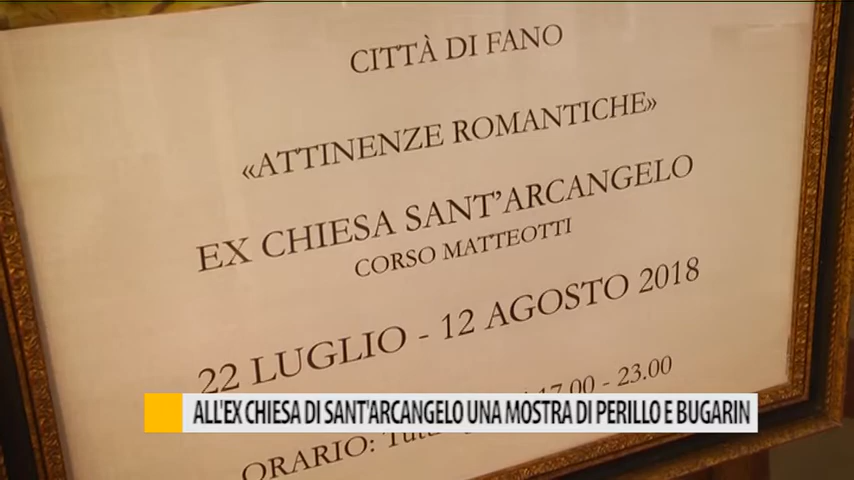 CITTÀ DI FANO
«ATTINENZE ROMANTICHE»
EX CHIESA SANT'ARCANGELO
CORSO MATTEOTTI
22 LUGLIO - 12 AGOSTO 2018
17.00 - 23.00
ALL'EX CHIESA DI SANT'ARCANGELO UNA MOSTRA DI PERILLO E BUGARIN
ORARIO: